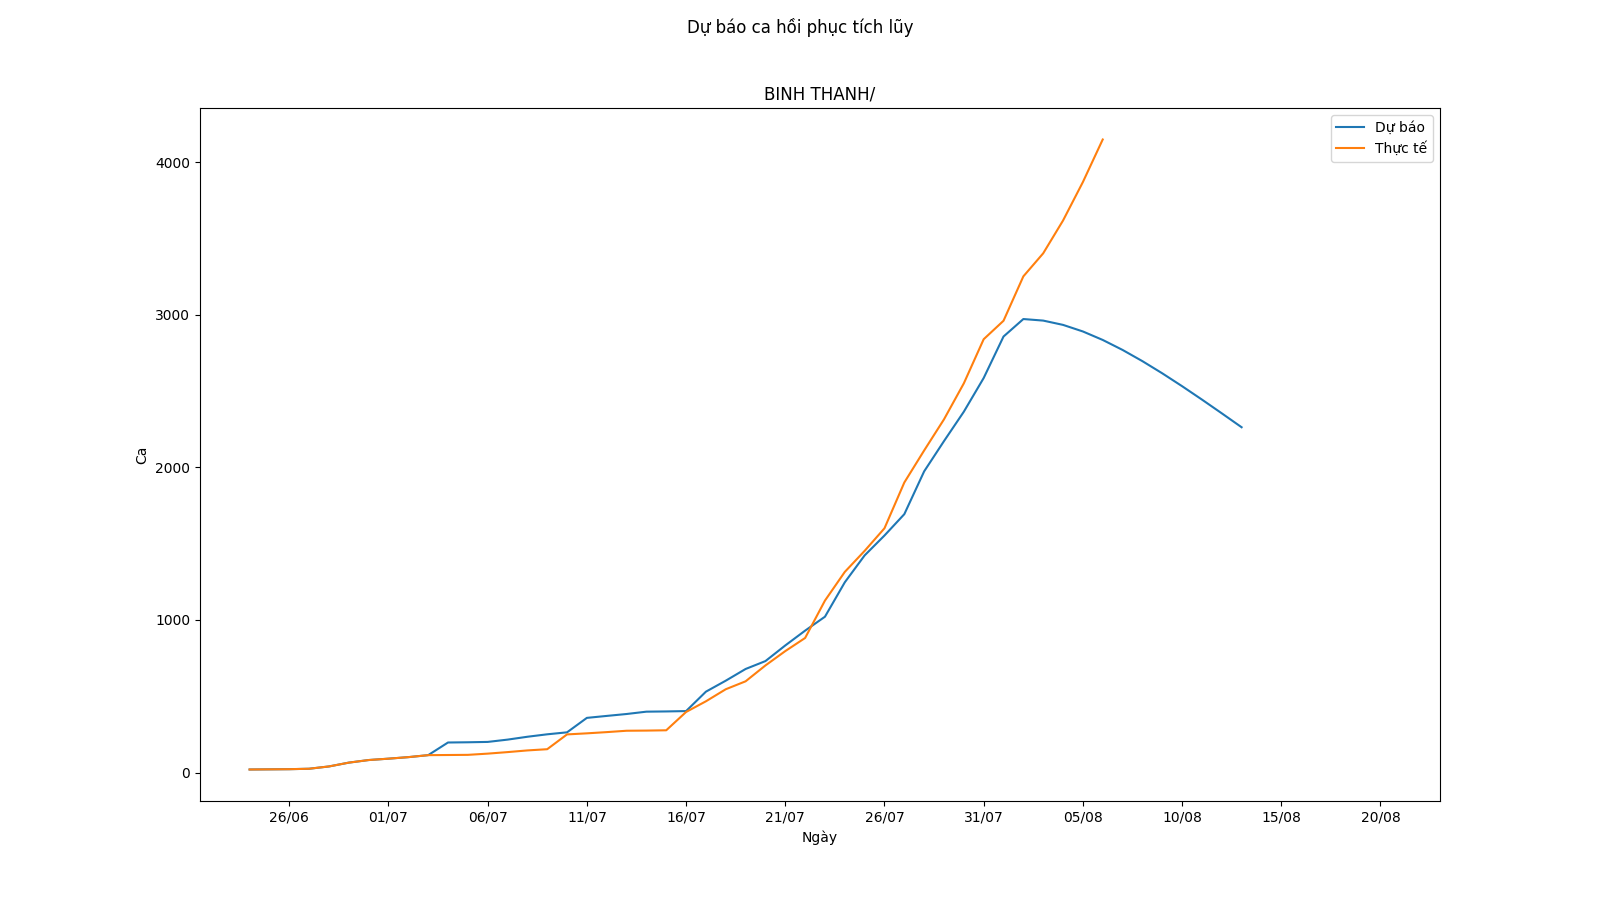 Dự báo ca hồi phục tích lũy
BINH THANH/
Dự báo
Thực tế
4000
3000
2000
1000
0
Ca
26/06 01/07 06/07 11/07 16/07 21/07 26/07 31/07 05/08 10/08 15/08 20/08
Ngày